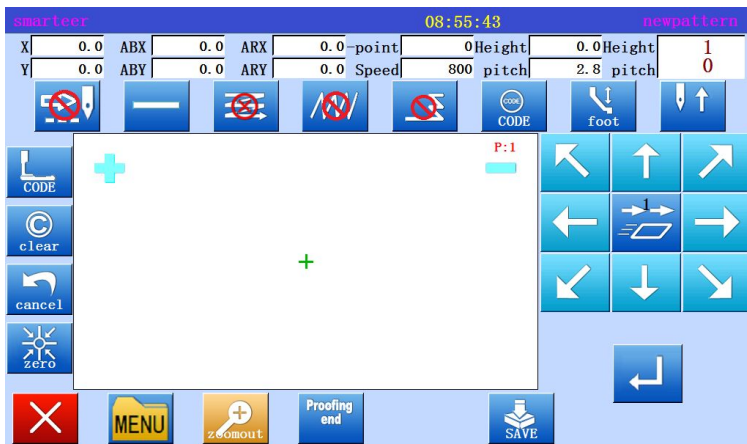 smarteer 08:55:43 newpattern
X 0.0 ABX 0.0 ARX 0.0 -point 0 Height 0.0 Height 1
Y 0.0 ABY 0.0 ARY 0.0 Speed 800 pitch 2.8 pitch 0
CODE
CODE
foot
P:1
CODE
1
clear
cancel
zero
MENU
zoomout
Proofing
end
SAVE